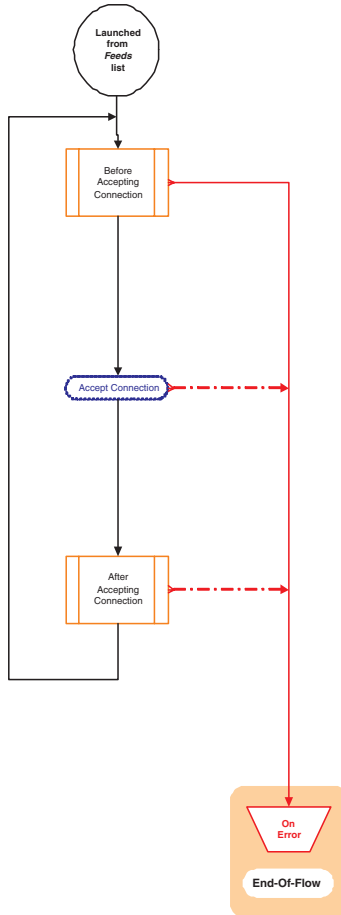 Launched
from
Feeds
list
Before
Accepting
Connection
Accept Connection
After
Accepting
Connection
On
Error
End-Of-Flow